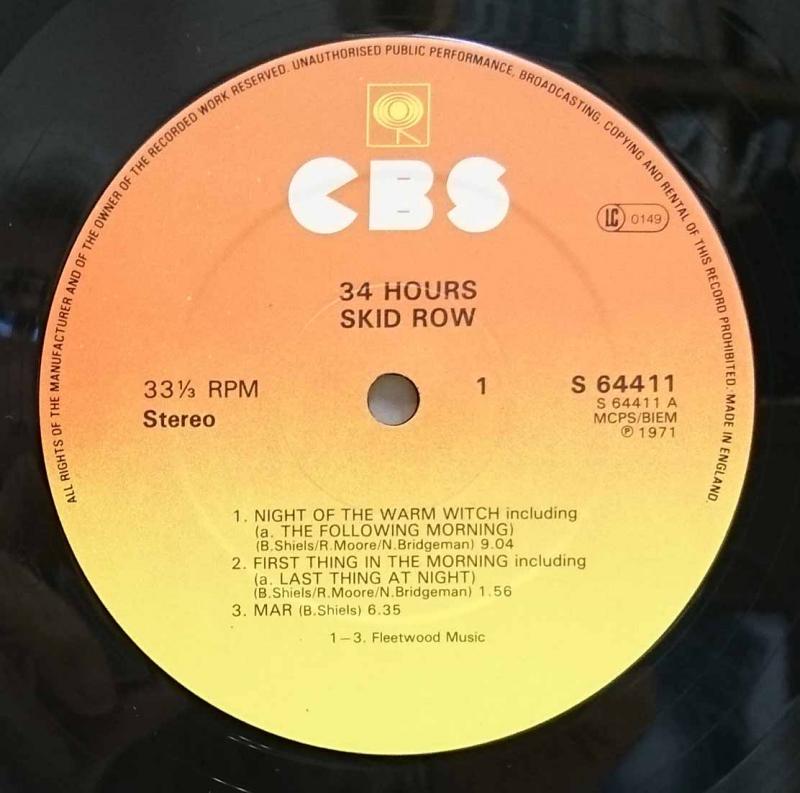 ALL RIGHTS OF THE MANUFACTURER AND OF THE OWNER OF THE RECORDED WORK RESERVED. UNAUTHORISED PUBLIC PERFORMANCE, BROADCASTING, COPYING AND RENTAL OF THIS RECORD PROHIBITED. MADE IN ENGLAND.
CBS
LC 0149
34 HOURS
SKID ROW
33⅓ RPM
Stereo
1
S 64411
S 64411 A
MCPS/BIEM
℗ 1971
1. NIGHT OF THE WARM WITCH including
(a. THE FOLLOWING MORNING)
(B.Shiels/R.Moore/N.Bridgeman) 9.04
2. FIRST THING IN THE MORNING including
(a. LAST THING AT NIGHT)
(B.Shiels/R.Moore/N.Bridgeman) 1.56
3. MAR (B.Shiels) 6.35
1–3. Fleetwood Music